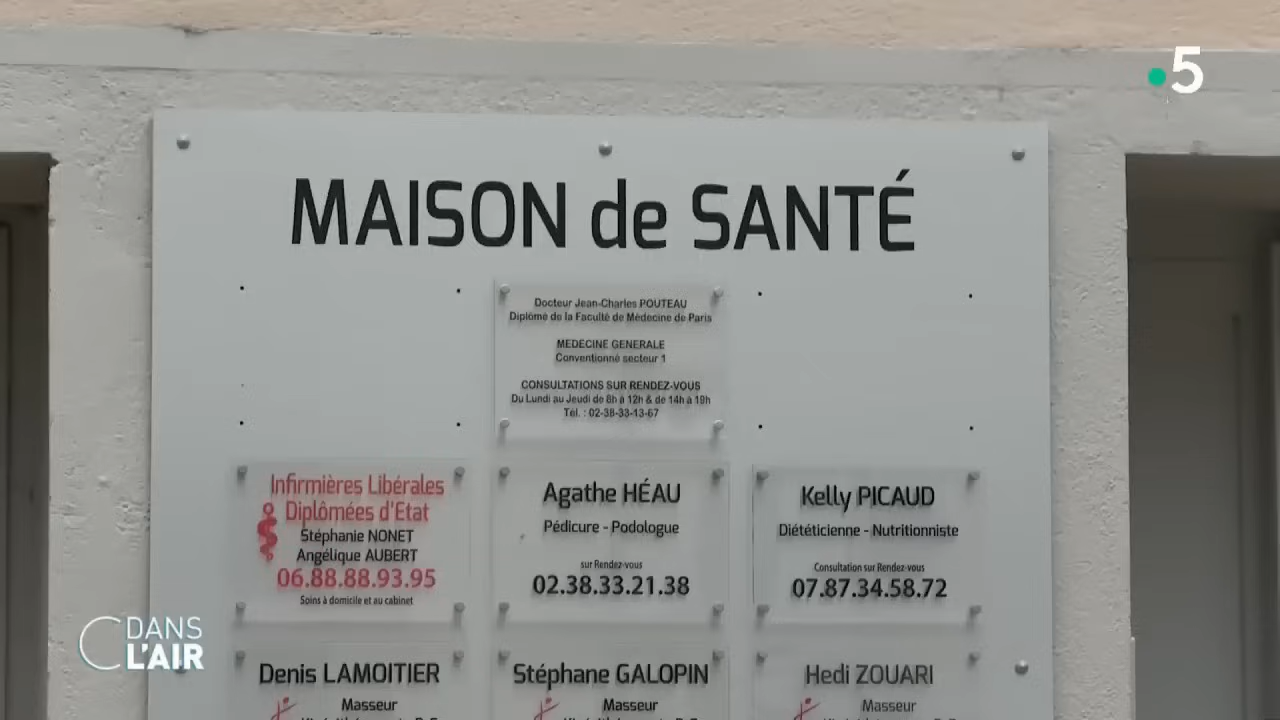 5
MAISON de SANTÉ
Docteur Jean-Charles POUTEAU
Diplômé de la Faculté de Médecine de Paris
MEDECINE GENERALE
Conventionné secteur 1
CONSULTATIONS SUR RENDEZ-VOUS
Du Lundi au Jeudi de 8h à 12h & de 14h à 19h
Tél. : 02-38-33-13-67
Infirmières Libérales
Diplômées d'Etat
Stéphanie NONET
Angélique AUBERT
06.88.88.93.95
Soins à domicile et au cabinet
Agathe HÉAU
Pédicure - Podologue
sur Rendez-vous
02.38.33.21.38
Kelly PICAUD
Diététicienne - Nutritionniste
Consultation sur Rendez-vous
07.87.34.58.72
Denis LAMOITIER
Masseur
Stéphane GALOPIN
Masseur
Hedi ZOUARI
Masseur
C DANS
L'AIR